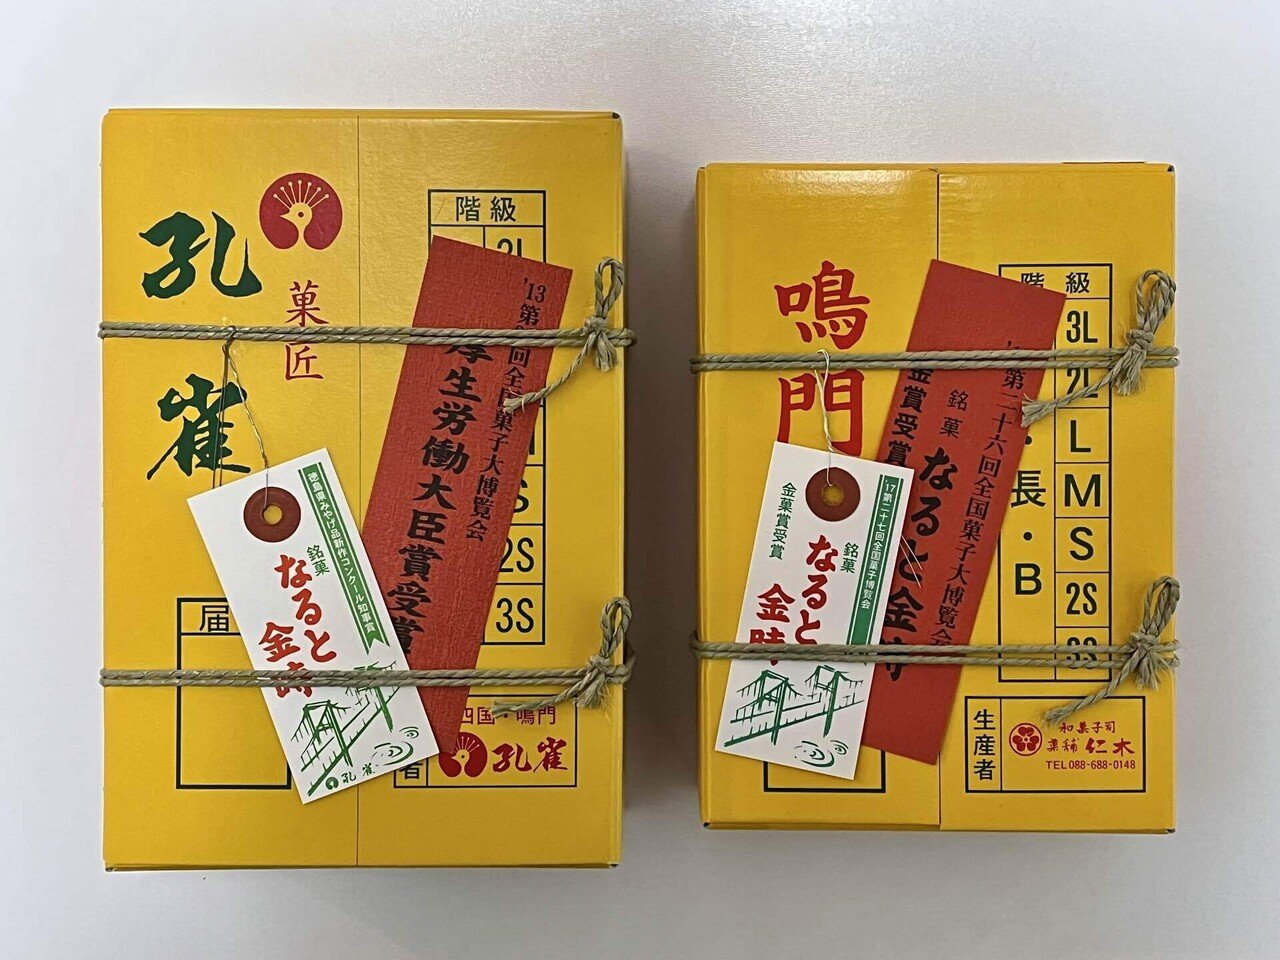 孔雀
菓
匠
階級
2L
S
2S
3S
'13第
回全国菓子大博覧会
厚生労働大臣賞受賞
徳島県みやげ品新作コンクール知事賞
銘菓
なると
金時
孔雀
届
四国・鳴門
孔雀
者
鳴門
階級
3L
2L
L
M
S
2S
3S
長・B
第二十六回全国菓子大博覧会
銘菓
なると金時
金賞受賞
'17第二十七回全国菓子博覧会
金菓賞受賞
銘菓
なると
金時
生産者
和菓子司
菓舗 仁木
TEL088-688-0148